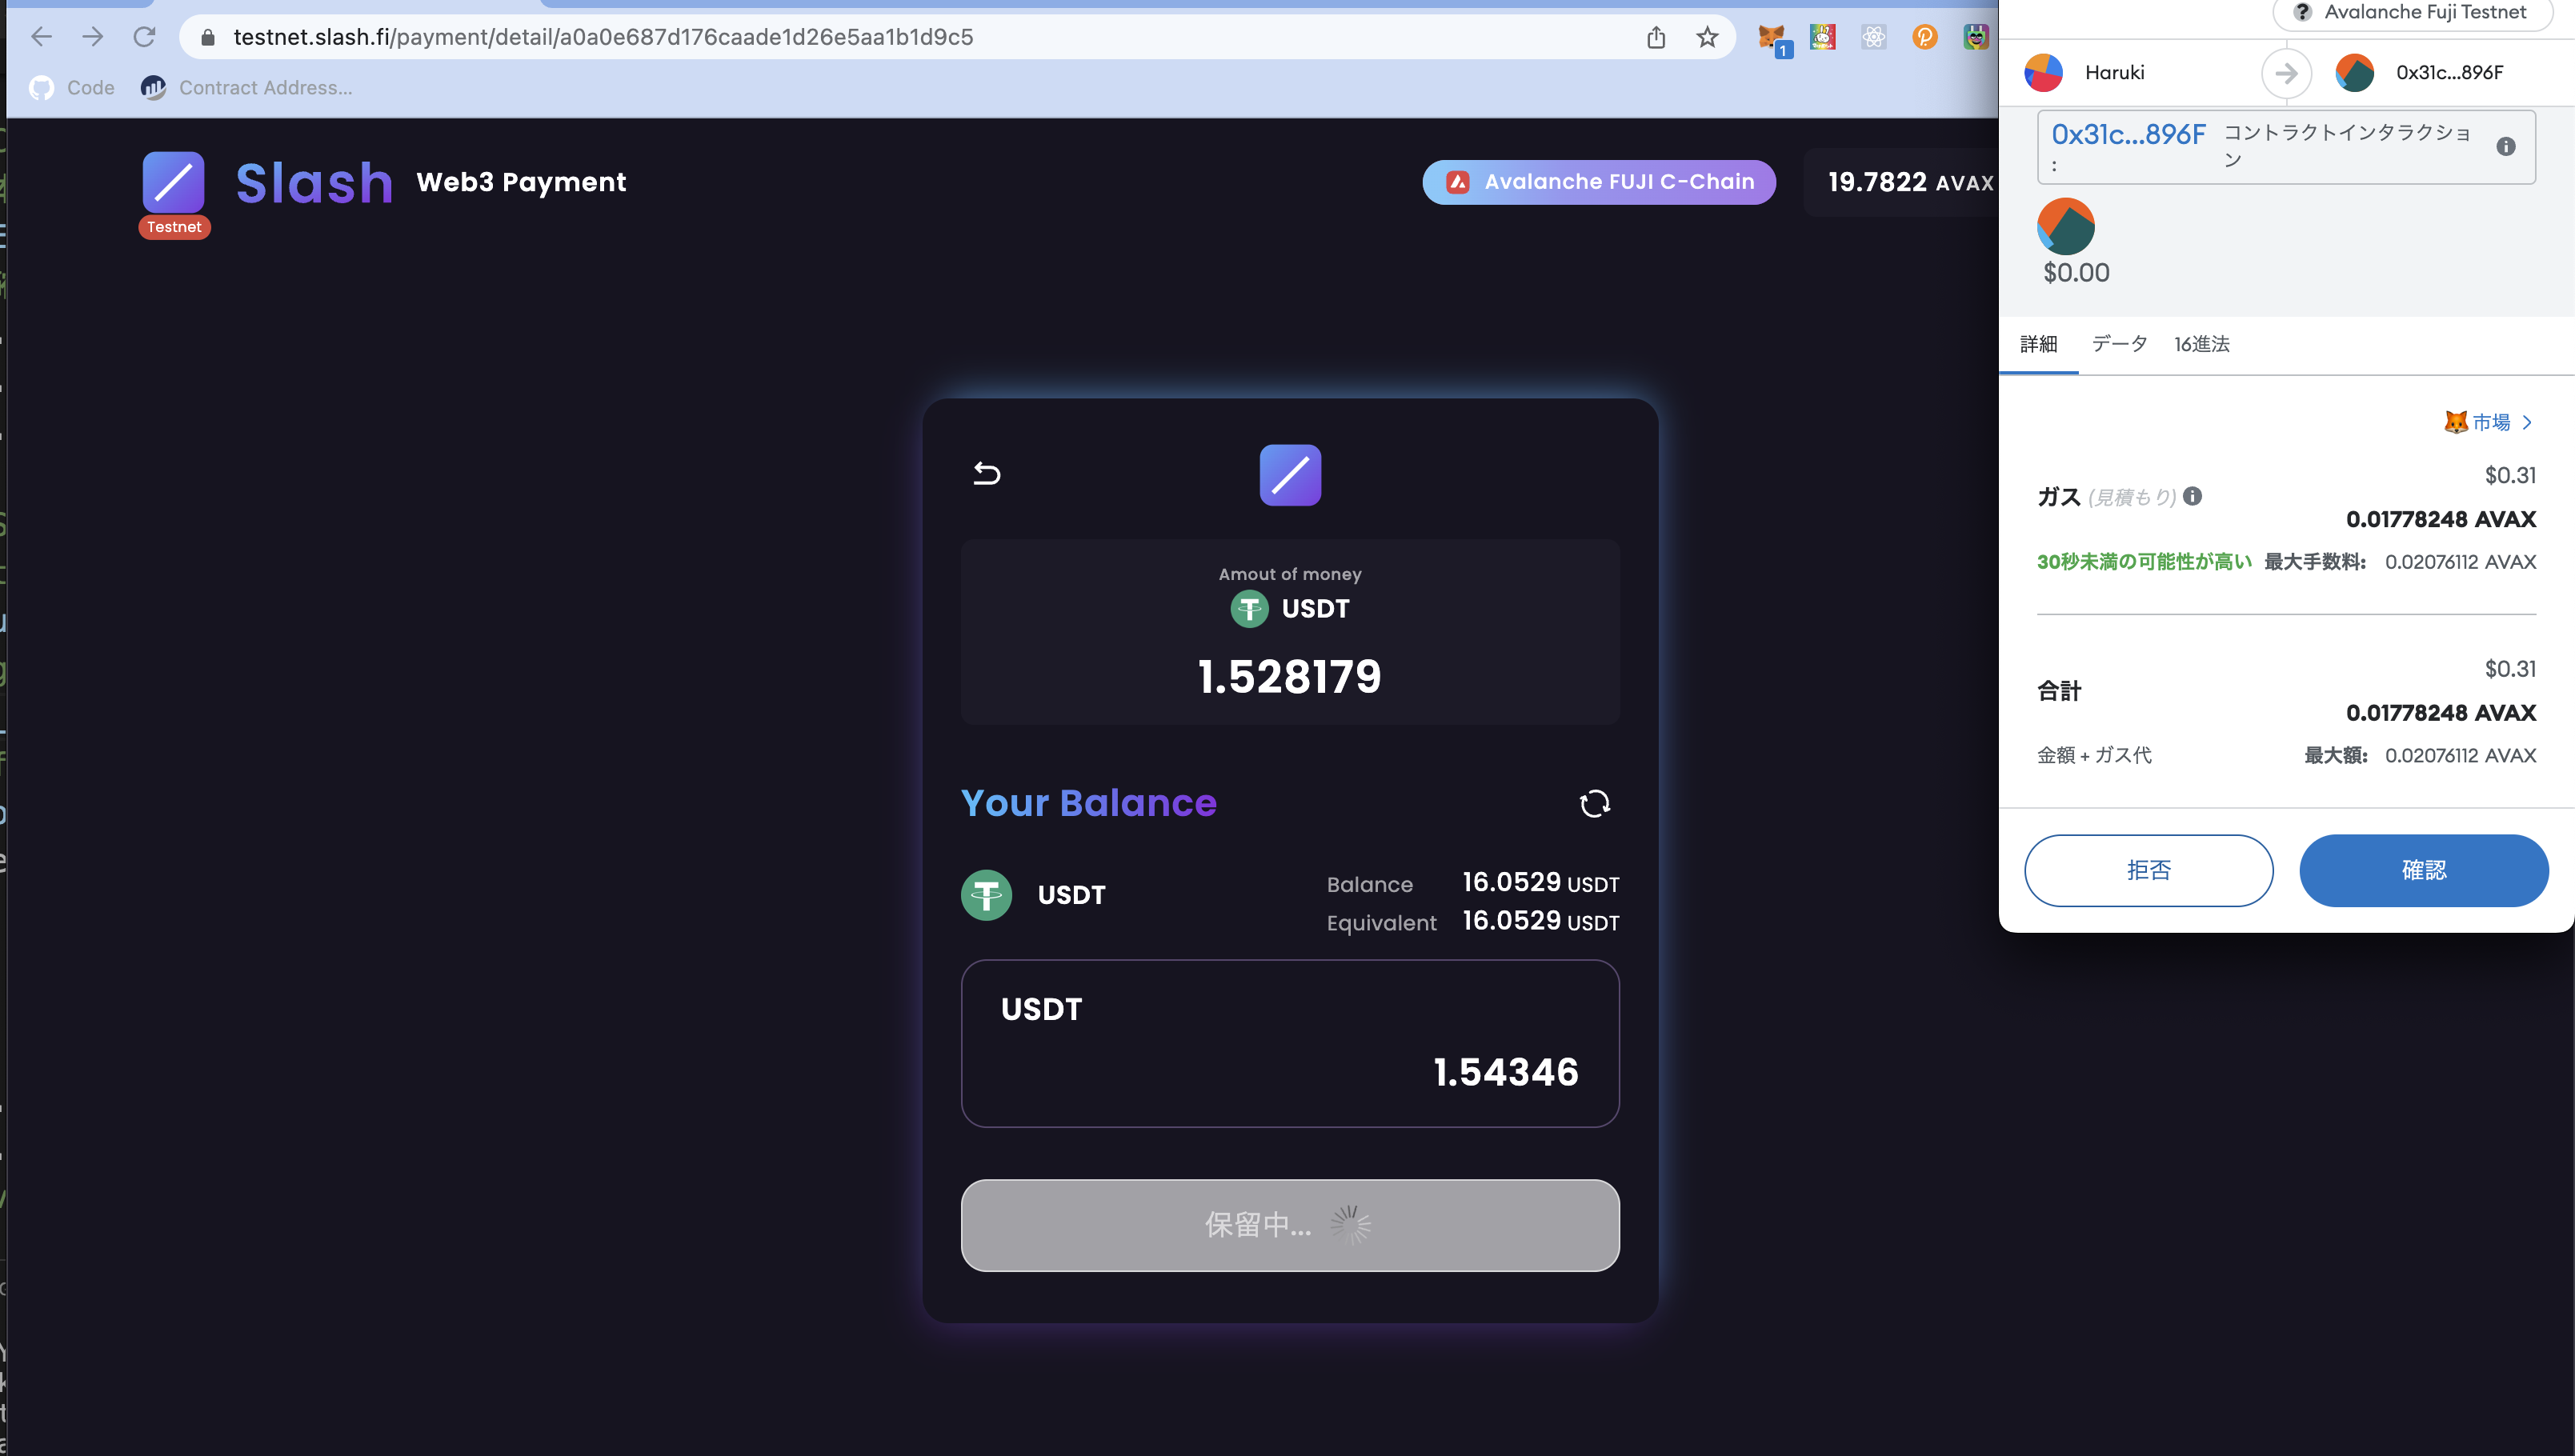 testnet.slash.fi/payment/detail/a0a0e687d176caade1d26e5aa1b1d9c5
1
Code
Contract Address...
Slash
Web3 Payment
Testnet
Avalanche FUJI C-Chain
19.7822 AVAX
Amout of money
USDT
1.528179
Your Balance
USDT
Balance 16.0529 USDT
Equivalent 16.0529 USDT
USDT
1.54346
保留中...
Avalanche Fuji Testnet
Haruki
0x31c...896F
0x31c...896F
:
コントラクトインタラクショ
ン
$0.00
詳細
データ
16進法
市場
$0.31
ガス (見積もり)
0.01778248 AVAX
30秒未満の可能性が高い 最大手数料: 0.02076112 AVAX
$0.31
合計
0.01778248 AVAX
金額 + ガス代 最大額: 0.02076112 AVAX
拒否
確認